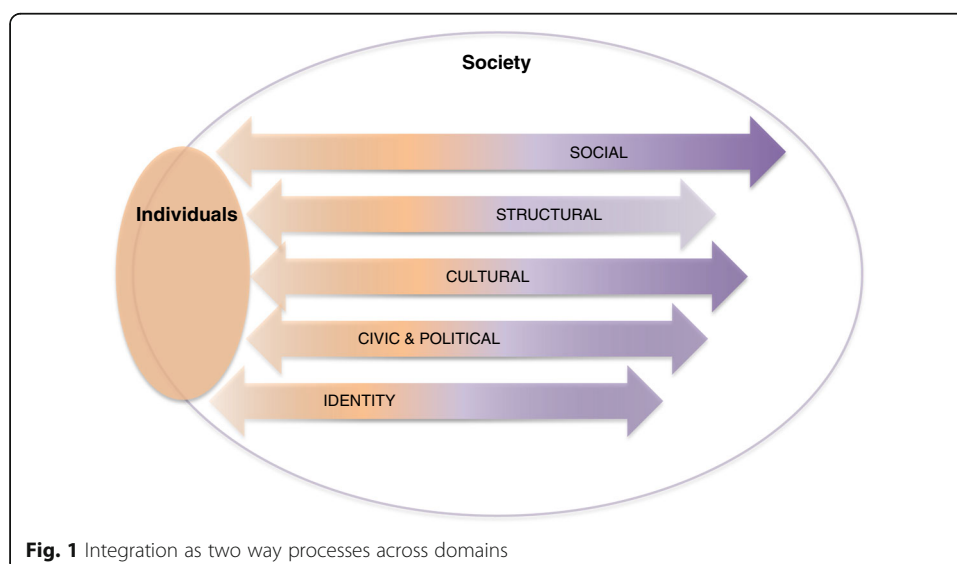 Society
SOCIAL
Individuals
STRUCTURAL
CULTURAL
CIVIC & POLITICAL
IDENTITY
Fig. 1 Integration as two way processes across domains